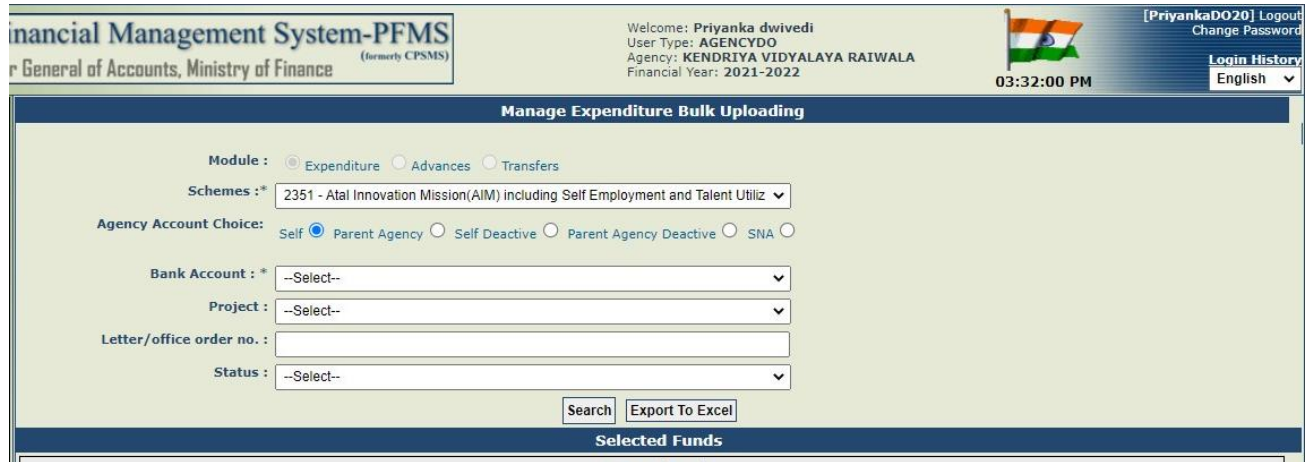 inancial Management System-PFMS
(formerly CPSMS)
r General of Accounts, Ministry of Finance
Welcome: Priyanka dwivedi
User Type: AGENCYDO
Agency: KENDRIYA VIDYALAYA RAIWALA
Financial Year: 2021-2022
03:32:00 PM
[PriyankaDO20] Logout
Change Password
Login History
English
Manage Expenditure Bulk Uploading
Module : Expenditure Advances Transfers
Schemes :* 2351 - Atal Innovation Mission(AIM) including Self Employment and Talent Utiliz
Agency Account Choice: Self Parent Agency Self Deactive Parent Agency Deactive SNA
Bank Account : * --Select--
Project : --Select--
Letter/office order no. :
Status : --Select--
Search Export To Excel
Selected Funds